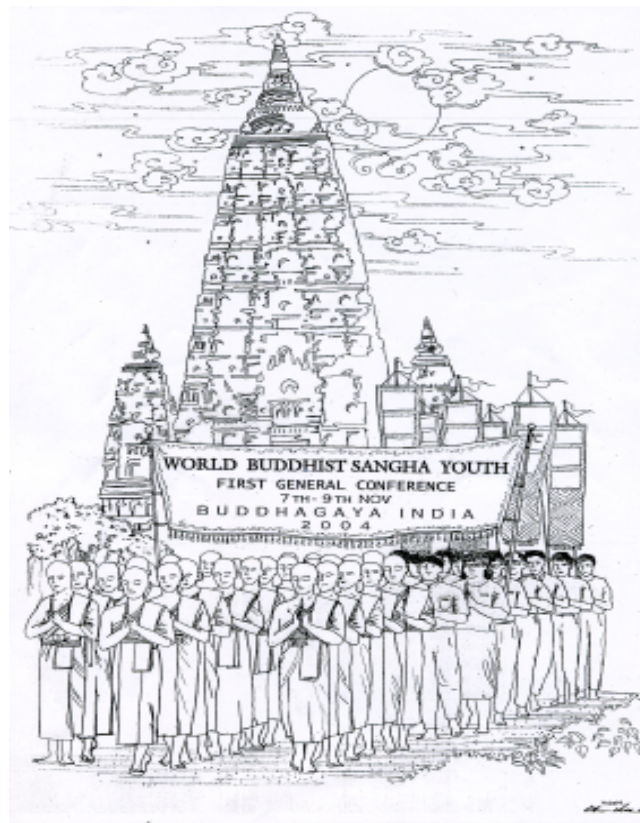 WORLD BUDDHIST SANGHA YOUTH
FIRST GENERAL CONFERENCE
7TH-9TH NOV
BUDDHAGAYA INDIA
2004